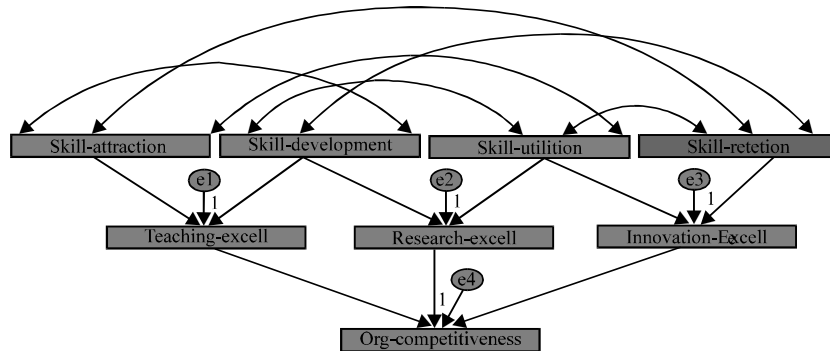 Skill-attraction
Skill-development
Skill-utilition
Skill-retetion
e1
e2
e3
1
1
1
Teaching-excell
Research-excell
Innovation-Excell
e4
1
Org-competitiveness